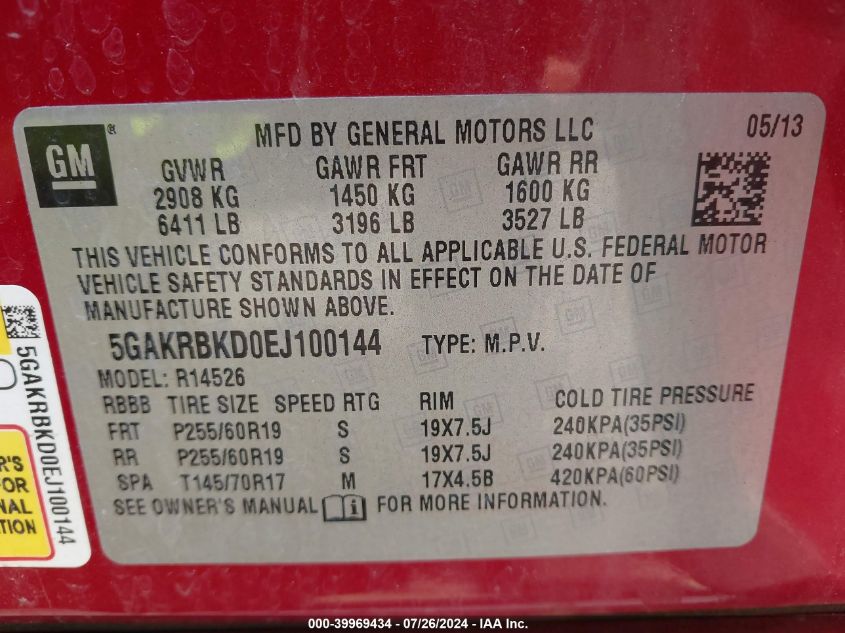 GM ®
MFD BY GENERAL MOTORS LLC 05/13
GVWR GAWR FRT GAWR RR
2908 KG 1450 KG 1600 KG
6411 LB 3196 LB 3527 LB
THIS VEHICLE CONFORMS TO ALL APPLICABLE U.S. FEDERAL MOTOR
VEHICLE SAFETY STANDARDS IN EFFECT ON THE DATE OF
MANUFACTURE SHOWN ABOVE.
5GAKRBKD0EJ100144 TYPE: M.P.V.
MODEL: R14526
RBBB TIRE SIZE SPEED RTG RIM COLD TIRE PRESSURE
FRT P255/60R19 S 19X7.5J 240KPA(35PSI)
RR P255/60R19 S 19X7.5J 240KPA(35PSI)
SPA T145/70R17 M 17X4.5B 420KPA(60PSI)
SEE OWNER'S MANUAL FOR MORE INFORMATION.
5GAKRBKD0EJ100144
R'S
FOR
NAL
TION
000-39969434 - 07/26/2024 - IAA Inc.